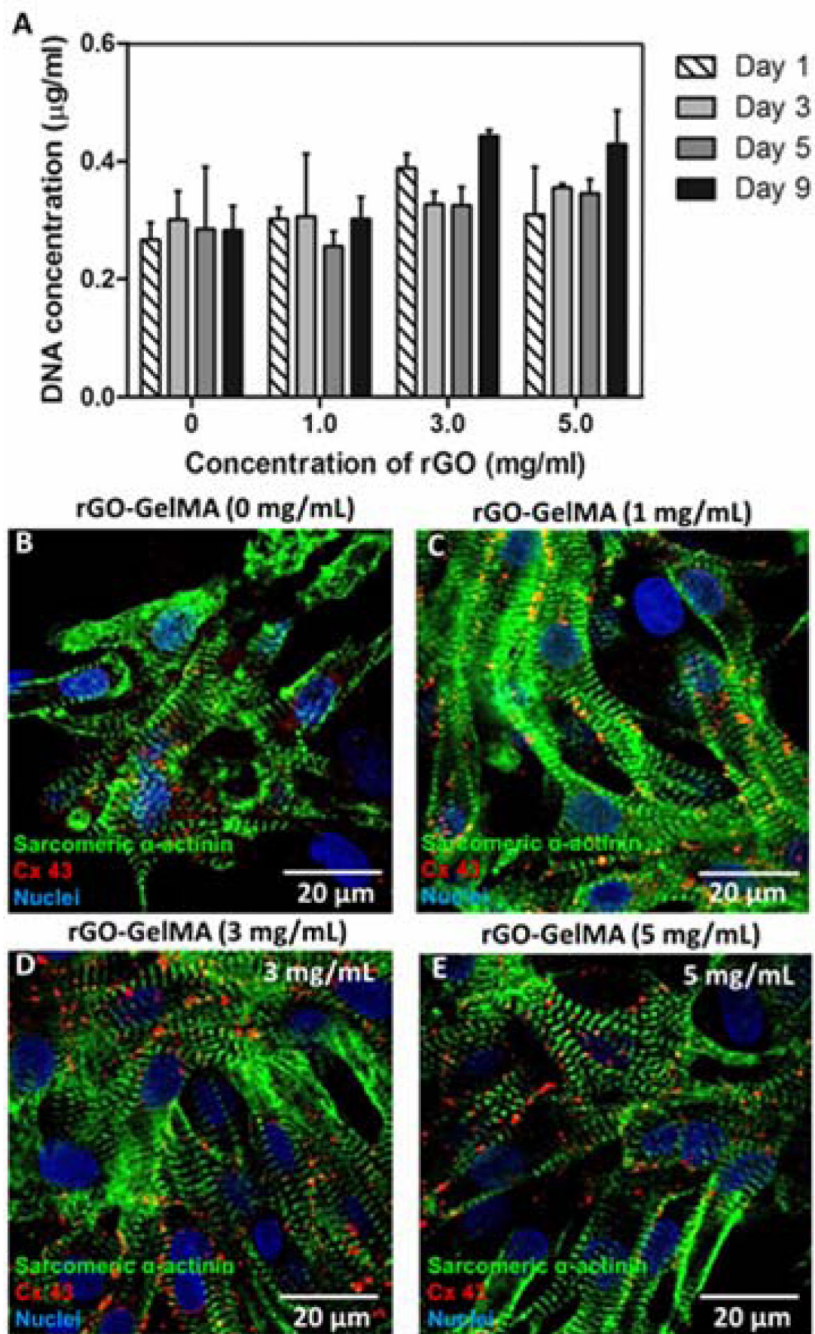 A
0.6
0.4
0.2
0.0
DNA concentration (μg/ml)
Day 1
Day 3
Day 5
Day 9
0 1.0 3.0 5.0
Concentration of rGO (mg/ml)
rGO-GelMA (0 mg/mL)
B
Sarcomeric α-actinin
Cx 43
Nuclei
20 μm
rGO-GelMA (1 mg/mL)
C
Sarcomeric α-actinin
Cx 43
Nuclei
20 μm
rGO-GelMA (3 mg/mL)
D
3 mg/mL
Sarcomeric α-actinin
Cx 43
Nuclei
20 μm
rGO-GelMA (5 mg/mL)
E
5 mg/mL
Sarcomeric α-actinin
Cx 43
Nuclei
20 μm